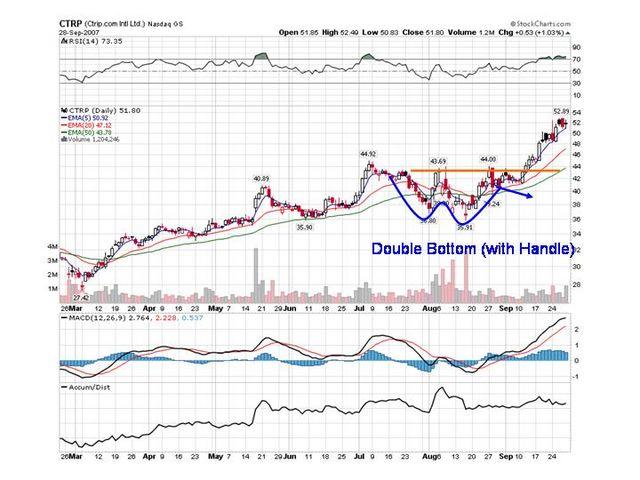 CTRP (Ctrip.com Intl Ltd.) Nasdaq GS
© StockCharts.com
28-Sep-2007
Open 51.85 High 52.49 Low 50.83 Close 51.80 Volume 1.2M Chg +0.53 (+1.03%)
RSI(14) 73.35
90
70
50
30
10
CTRP (Daily) 51.80
EMA(5) 50.92
EMA(20) 47.12
EMA(50) 43.78
Volume 1,204,246
52.89
54
52
50
48
46
44
42
40
38
36
34
32
30
28
44.92
43.69
44.00
40.89
39.24
35.90
35.91
27.42
Double Bottom (with Handle)
4M
3M
2M
1M
26 Mar 12 19 26 Apr 9 16 23 May 7 14 21 Jun 11 18 25 Jul 9 16 23 Aug 6 13 20 27 Sep 10 17 24
MACD(12,26,9) 2.764, 2.228, 0.537
2
1
0
-1
Accum/Dist
26 Mar 12 19 26 Apr 9 16 23 May 7 14 21 Jun 11 18 25 Jul 9 16 23 Aug 6 13 20 27 Sep 10 17 24